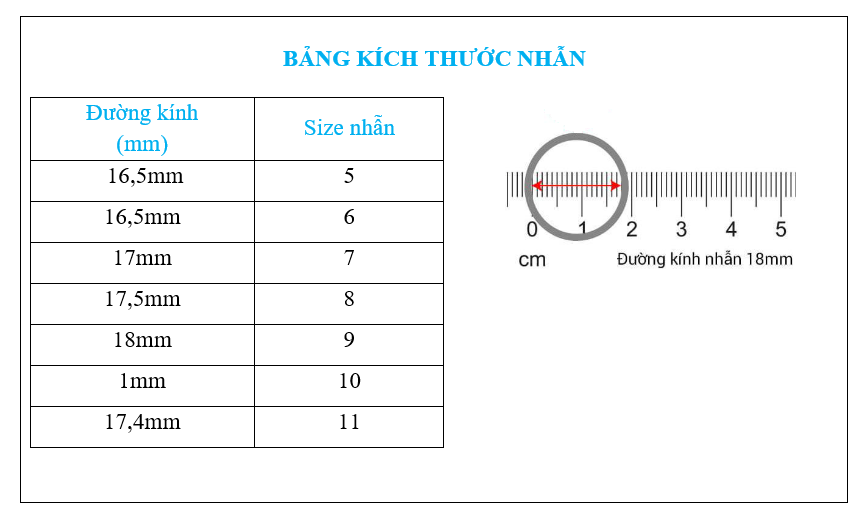 BẢNG KÍCH THƯỚC NHẪN
Đường kính
(mm)
Size nhẫn
16,5mm 5
16,5mm 6
17mm 7
17,5mm 8
18mm 9
1mm 10
17,4mm 11
0 1 2 3 4 5
cm
Đường kính nhẫn 18mm